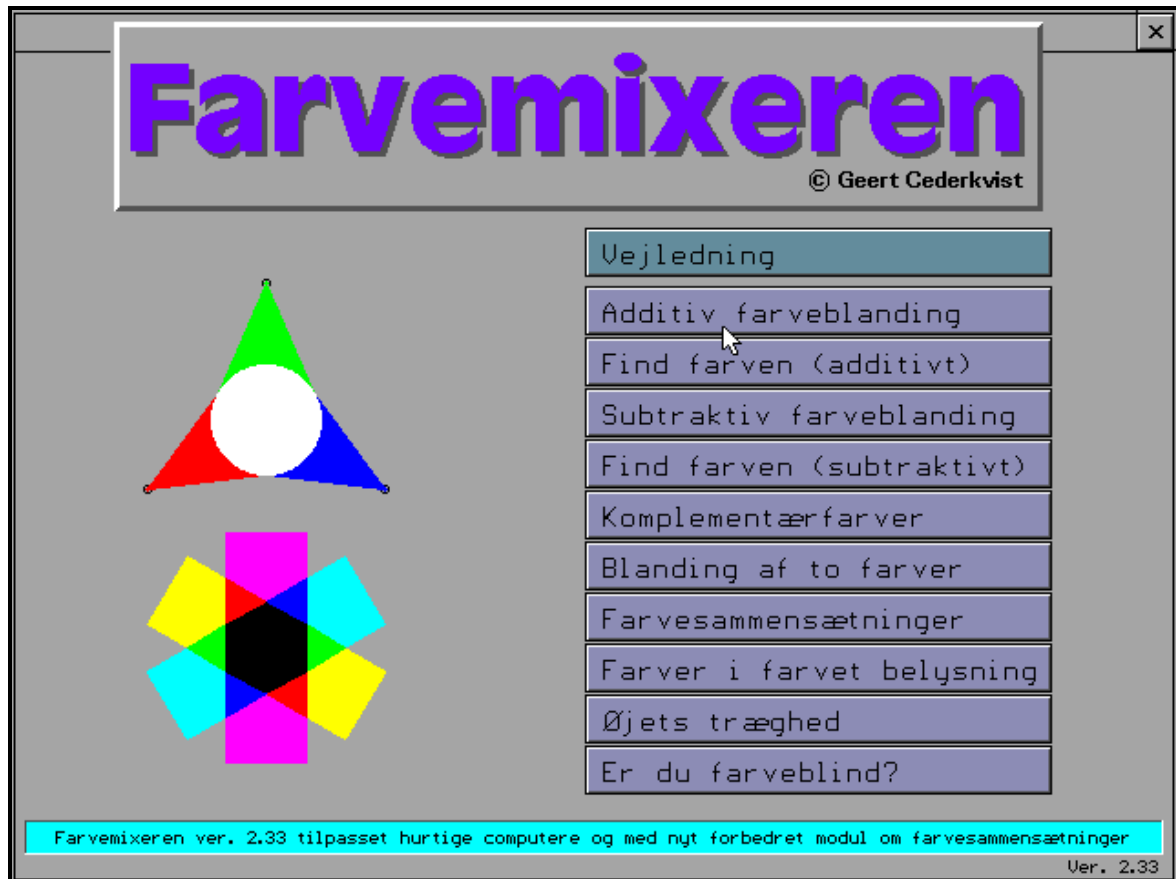 Farvemixeren
© Geert Cederkvist
Vejledning
Additiv farveblanding
Find farven (additivt)
Subtraktiv farveblanding
Find farven (subtraktivt)
Komplementærfarver
Blanding af to farver
Farvesammensætninger
Farver i farvet belysning
Øjets træghed
Er du farveblind?
Farvemixeren ver. 2.33 tilpasset hurtige computere og med nyt forbedret modul om farvesammensætninger
Ver. 2.33